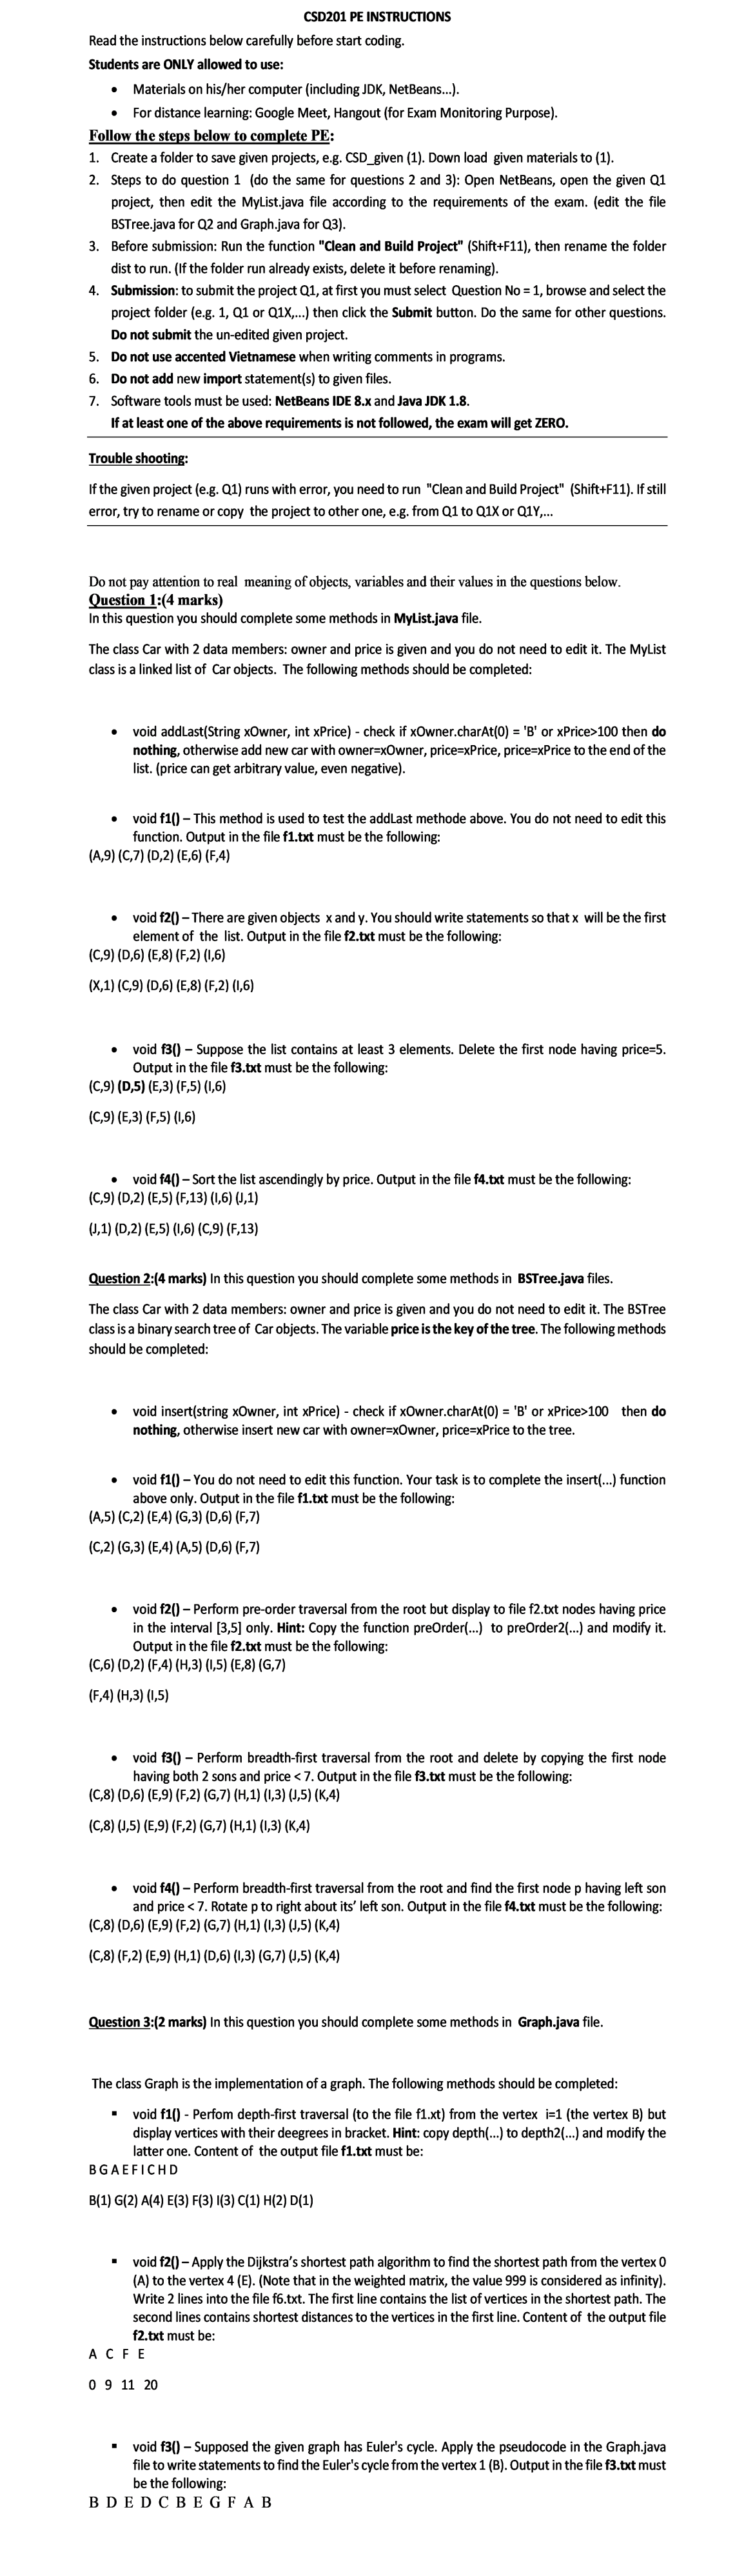 CSD201 PE INSTRUCTIONS
Read the instructions below carefully before start coding.
Students are ONLY allowed to use:
• Materials on his/her computer (including JDK, NetBeans...).
• For distance learning: Google Meet, Hangout (for Exam Monitoring Purpose).
Follow the steps below to complete PE:
1. Create a folder to save given projects, e.g. CSD_given (1). Down load given materials to (1).
2. Steps to do question 1 (do the same for questions 2 and 3): Open NetBeans, open the given Q1
project, then edit the MyList.java file according to the requirements of the exam. (edit the file
BSTree.java for Q2 and Graph.java for Q3).
3. Before submission: Run the function "Clean and Build Project" (Shift+F11), then rename the folder
dist to run. (If the folder run already exists, delete it before renaming).
4. Submission: to submit the project Q1, at first you must select Question No = 1, browse and select the
project folder (e.g. 1, Q1 or Q1X,...) then click the Submit button. Do the same for other questions.
Do not submit the un-edited given project.
5. Do not use accented Vietnamese when writing comments in programs.
6. Do not add new import statement(s) to given files.
7. Software tools must be used: NetBeans IDE 8.x and Java JDK 1.8.
If at least one of the above requirements is not followed, the exam will get ZERO.
Trouble shooting:
If the given project (e.g. Q1) runs with error, you need to run "Clean and Build Project" (Shift+F11). If still
error, try to rename or copy the project to other one, e.g. from Q1 to Q1X or Q1Y,...
Do not pay attention to real meaning of objects, variables and their values in the questions below.
Question 1:(4 marks)
In this question you should complete some methods in MyList.java file.
The class Car with 2 data members: owner and price is given and you do not need to edit it. The MyList
class is a linked list of Car objects. The following methods should be completed:
• void addLast(String xOwner, int xPrice) - check if xOwner.charAt(0) = 'B' or xPrice>100 then do
nothing, otherwise add new car with owner=xOwner, price=xPrice, price=xPrice to the end of the
list. (price can get arbitrary value, even negative).
• void f1() – This method is used to test the addLast methode above. You do not need to edit this
function. Output in the file f1.txt must be the following:
(A,9) (C,7) (D,2) (E,6) (F,4)
• void f2() – There are given objects x and y. You should write statements so that x will be the first
element of the list. Output in the file f2.txt must be the following:
(C,9) (D,6) (E,8) (F,2) (I,6)
(X,1) (C,9) (D,6) (E,8) (F,2) (I,6)
• void f3() – Suppose the list contains at least 3 elements. Delete the first node having price=5.
Output in the file f3.txt must be the following:
(C,9) (D,5) (E,3) (F,5) (I,6)
(C,9) (E,3) (F,5) (I,6)
• void f4() – Sort the list ascendingly by price. Output in the file f4.txt must be the following:
(C,9) (D,2) (E,5) (F,13) (I,6) (J,1)
(J,1) (D,2) (E,5) (I,6) (C,9) (F,13)
Question 2:(4 marks) In this question you should complete some methods in BSTree.java files.
The class Car with 2 data members: owner and price is given and you do not need to edit it. The BSTree
class is a binary search tree of Car objects. The variable price is the key of the tree. The following methods
should be completed:
• void insert(string xOwner, int xPrice) - check if xOwner.charAt(0) = 'B' or xPrice>100 then do
nothing, otherwise insert new car with owner=xOwner, price=xPrice to the tree.
• void f1() – You do not need to edit this function. Your task is to complete the insert(...) function
above only. Output in the file f1.txt must be the following:
(A,5) (C,2) (E,4) (G,3) (D,6) (F,7)
(C,2) (G,3) (E,4) (A,5) (D,6) (F,7)
• void f2() – Perform pre-order traversal from the root but display to file f2.txt nodes having price
in the interval [3,5] only. Hint: Copy the function preOrder(...) to preOrder2(...) and modify it.
Output in the file f2.txt must be the following:
(C,6) (D,2) (F,4) (H,3) (I,5) (E,8) (G,7)
(F,4) (H,3) (I,5)
• void f3() – Perform breadth-first traversal from the root and delete by copying the first node
having both 2 sons and price < 7. Output in the file f3.txt must be the following:
(C,8) (D,6) (E,9) (F,2) (G,7) (H,1) (I,3) (J,5) (K,4)
(C,8) (J,5) (E,9) (F,2) (G,7) (H,1) (I,3) (K,4)
• void f4() – Perform breadth-first traversal from the root and find the first node p having left son
and price < 7. Rotate p to right about its’ left son. Output in the file f4.txt must be the following:
(C,8) (D,6) (E,9) (F,2) (G,7) (H,1) (I,3) (J,5) (K,4)
(C,8) (F,2) (E,9) (H,1) (D,6) (I,3) (G,7) (J,5) (K,4)
Question 3:(2 marks) In this question you should complete some methods in Graph.java file.
The class Graph is the implementation of a graph. The following methods should be completed:
▪ void f1() - Perfom depth-first traversal (to the file f1.xt) from the vertex i=1 (the vertex B) but
display vertices with their deegrees in bracket. Hint: copy depth(...) to depth2(...) and modify the
latter one. Content of the output file f1.txt must be:
B G A E F I C H D
B(1) G(2) A(4) E(3) F(3) I(3) C(1) H(2) D(1)
▪ void f2() – Apply the Dijkstra’s shortest path algorithm to find the shortest path from the vertex 0
(A) to the vertex 4 (E). (Note that in the weighted matrix, the value 999 is considered as infinity).
Write 2 lines into the file f6.txt. The first line contains the list of vertices in the shortest path. The
second lines contains shortest distances to the vertices in the first line. Content of the output file
f2.txt must be:
A C F E
0 9 11 20
▪ void f3() – Supposed the given graph has Euler's cycle. Apply the pseudocode in the Graph.java
file to write statements to find the Euler's cycle from the vertex 1 (B). Output in the file f3.txt must
be the following:
B D E D C B E G F A B